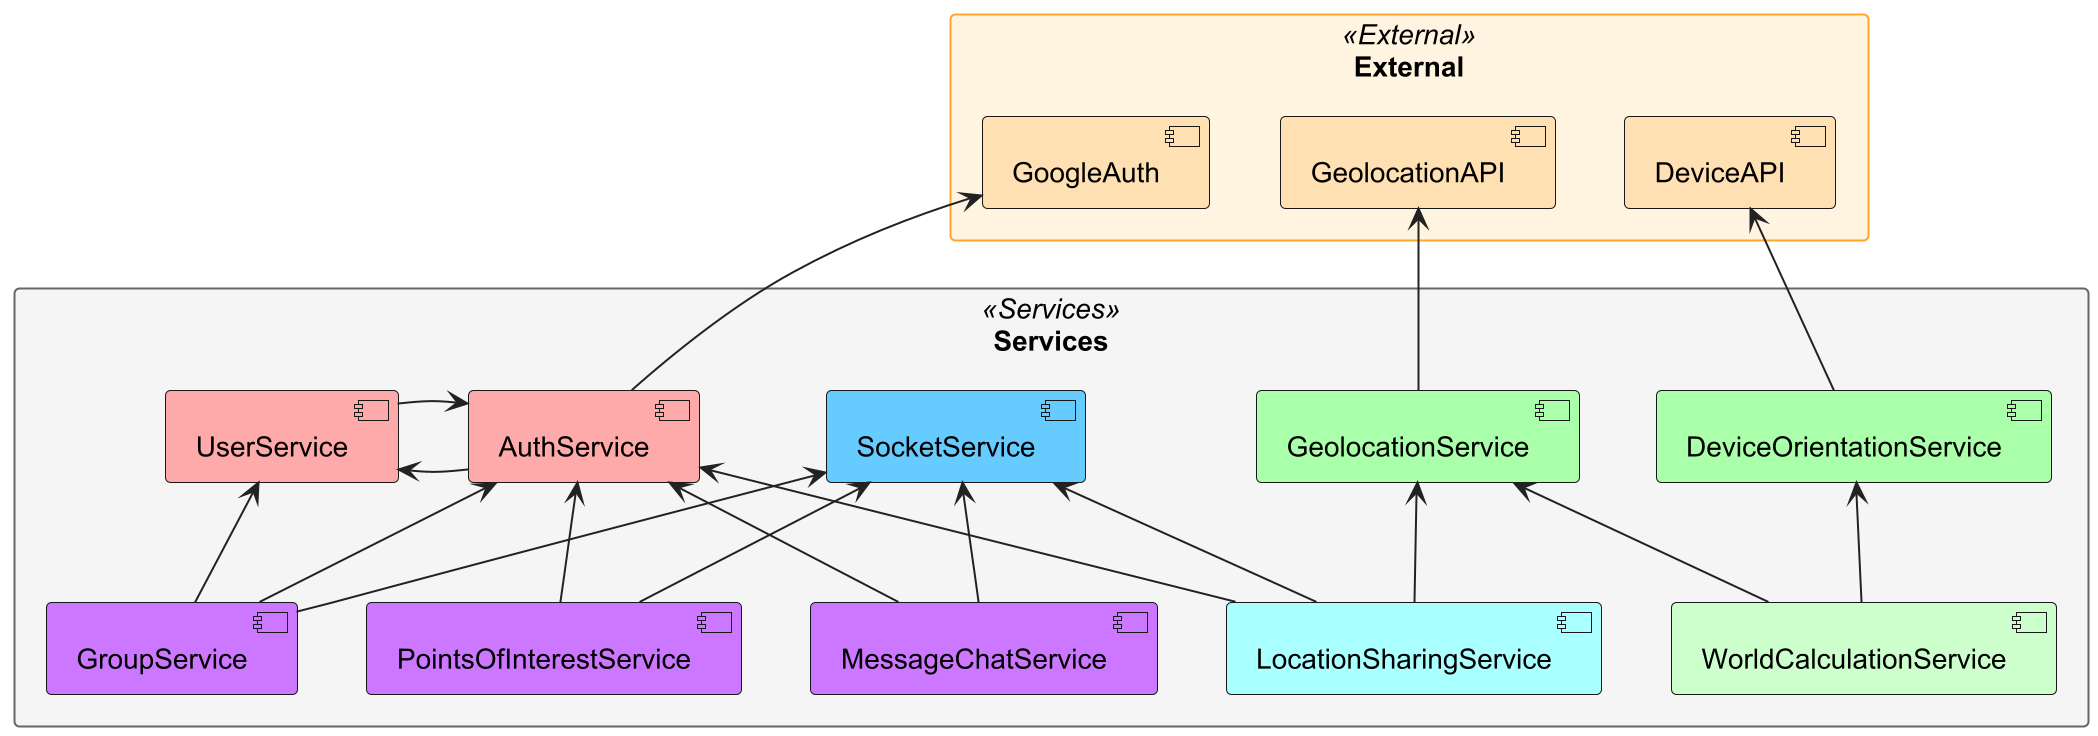 «External»
External
GoogleAuth
GeolocationAPI
DeviceAPI
«Services»
Services
UserService
AuthService
SocketService
GeolocationService
DeviceOrientationService
GroupService
PointsOfInterestService
MessageChatService
LocationSharingService
WorldCalculationService